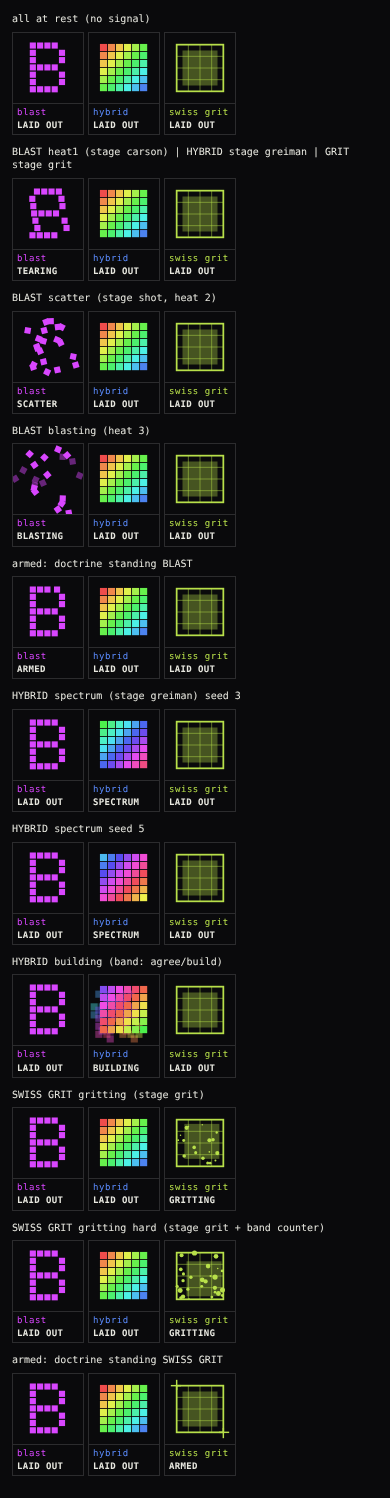 all at rest (no signal)
B
blast hybrid swiss grit
LAID OUT LAID OUT LAID OUT
BLAST heat1 (stage carson) | HYBRID stage greiman | GRIT
stage grit
blast hybrid swiss grit
TEARING LAID OUT LAID OUT
BLAST scatter (stage shot, heat 2)
blast hybrid swiss grit
SCATTER LAID OUT LAID OUT
BLAST blasting (heat 3)
blast hybrid swiss grit
BLASTING LAID OUT LAID OUT
armed: doctrine standing BLAST
B
blast hybrid swiss grit
ARMED LAID OUT LAID OUT
HYBRID spectrum (stage greiman) seed 3
B
blast hybrid swiss grit
LAID OUT SPECTRUM LAID OUT
HYBRID spectrum seed 5
B
blast hybrid swiss grit
LAID OUT SPECTRUM LAID OUT
HYBRID building (band: agree/build)
B
blast hybrid swiss grit
LAID OUT BUILDING LAID OUT
SWISS GRIT gritting (stage grit)
B
blast hybrid swiss grit
LAID OUT LAID OUT GRITTING
SWISS GRIT gritting hard (stage grit + band counter)
B
blast hybrid swiss grit
LAID OUT LAID OUT GRITTING
armed: doctrine standing SWISS GRIT
B
blast hybrid swiss grit
LAID OUT LAID OUT ARMED